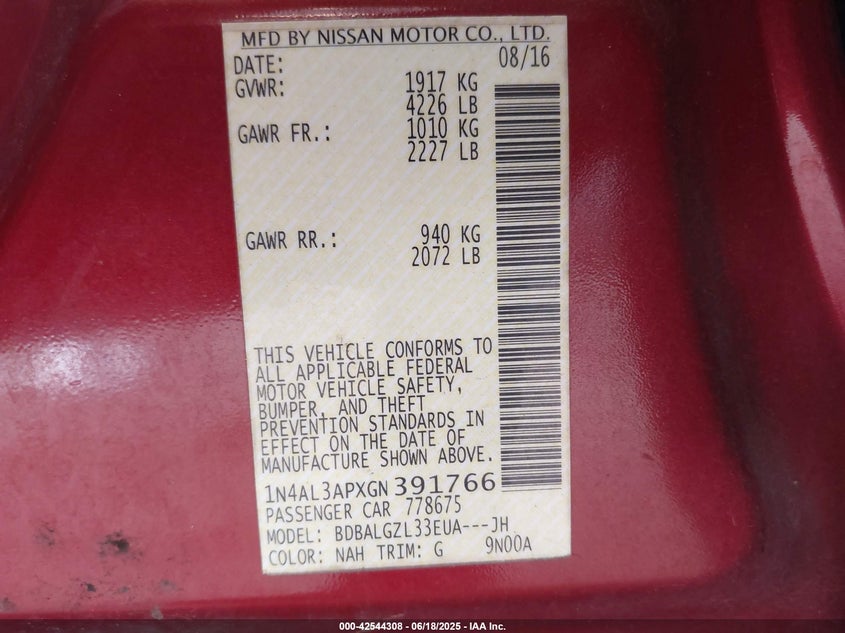 MFD BY NISSAN MOTOR CO., LTD.
DATE: 08/16
GVWR: 1917 KG
4226 LB
GAWR FR.: 1010 KG
2227 LB
GAWR RR.: 940 KG
2072 LB
THIS VEHICLE CONFORMS TO
ALL APPLICABLE FEDERAL
MOTOR VEHICLE SAFETY,
BUMPER, AND THEFT
PREVENTION STANDARDS IN
EFFECT ON THE DATE OF
MANUFACTURE SHOWN ABOVE.
1N4AL3APXGN391766
PASSENGER CAR 778675
MODEL: BDBALGZL33EUA---JH
COLOR: NAH TRIM: G 9N00A
000-42544308 - 06/18/2025 - IAA Inc.